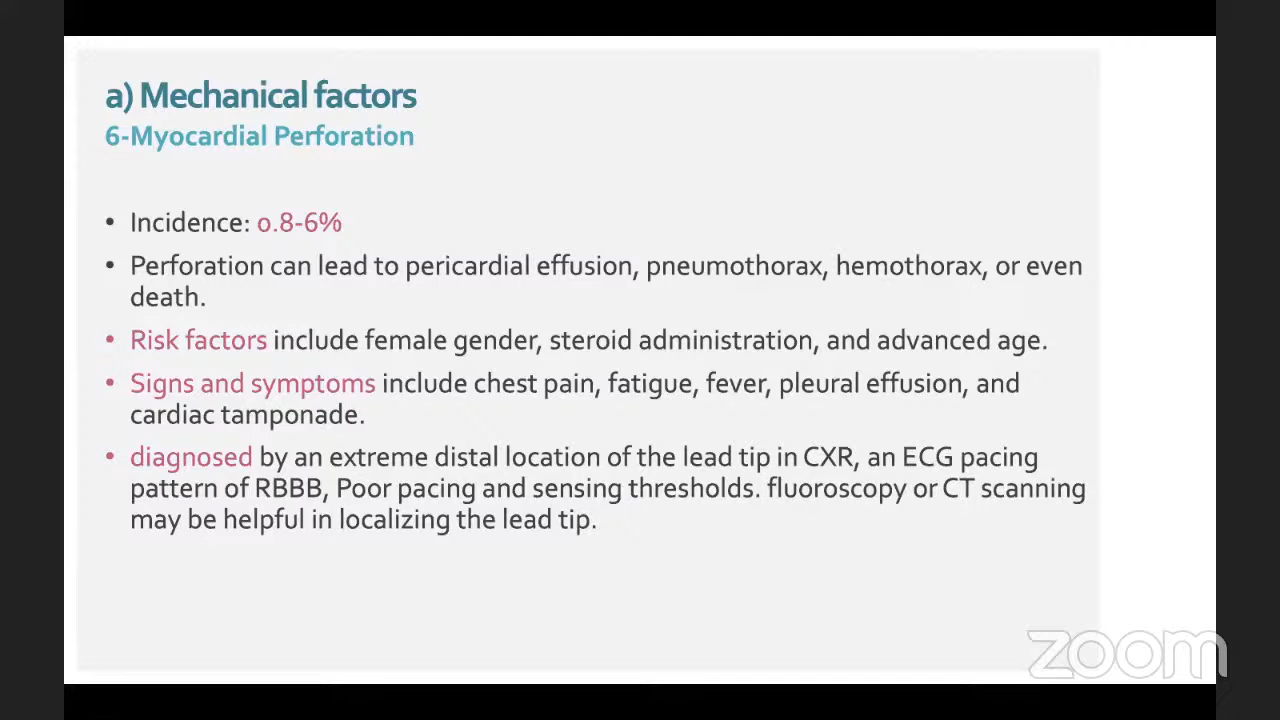 a) Mechanical factors
6-Myocardial Perforation
• Incidence: 0.8-6%
• Perforation can lead to pericardial effusion, pneumothorax, hemothorax, or even
death.
• Risk factors include female gender, steroid administration, and advanced age.
• Signs and symptoms include chest pain, fatigue, fever, pleural effusion, and
cardiac tamponade.
• diagnosed by an extreme distal location of the lead tip in CXR, an ECG pacing
pattern of RBBB, Poor pacing and sensing thresholds. fluoroscopy or CT scanning
may be helpful in localizing the lead tip.
zoom